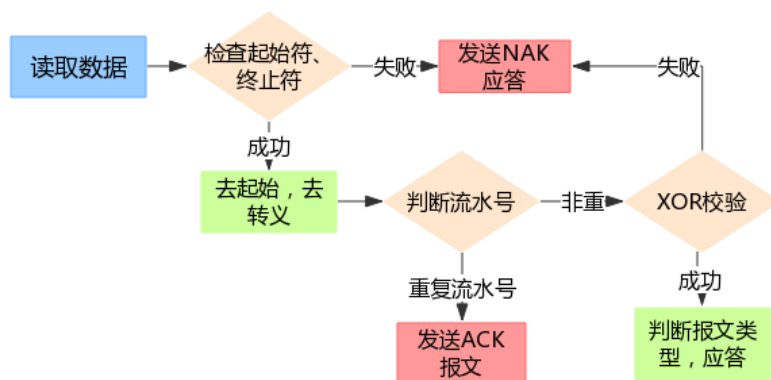 读取数据
检查起始符、
终止符
失败
发送NAK
应答
失败
成功
去起始，去
转义
判断流水号
非重
XOR校验
重复流水号
成功
发送ACK
报文
判断报文类
型，应答